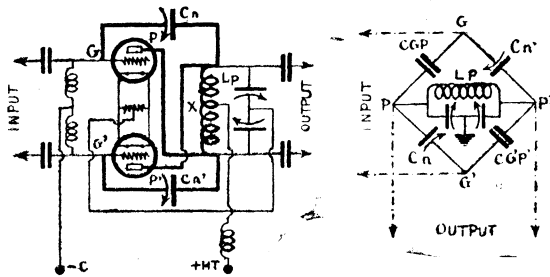 P
Cn
G
INPUT
LP
X
OUTPUT
G'
P'
Cn'
-C
+HT
G
CGP
Cn'
LP
P
P'
INPUT
Cn
CG'P'
G'
OUTPUT